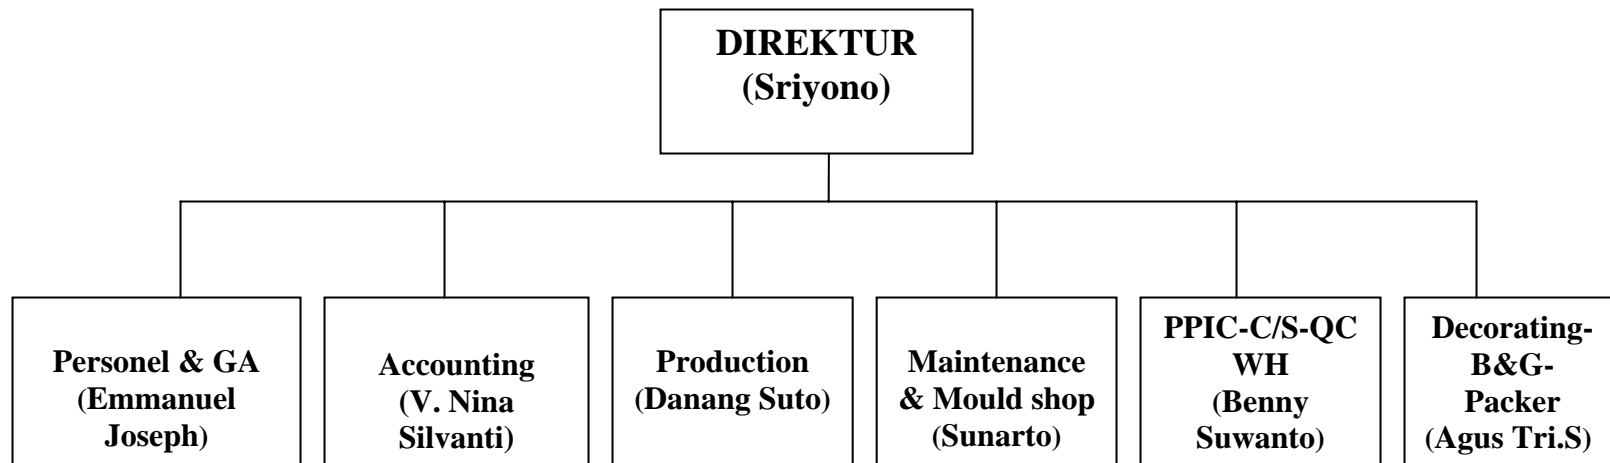 DIREKTUR
(Sriyono)
Personel & GA
(Emmanuel
Joseph)
Accounting
(V. Nina
Silvanti)
Production
(Danang Suto)
Maintenance
& Mould shop
(Sunarto)
PPIC-C/S-QC
WH
(Benny
Suwanto)
Decorating-
B&G-
Packer
(Agus Tri.S)